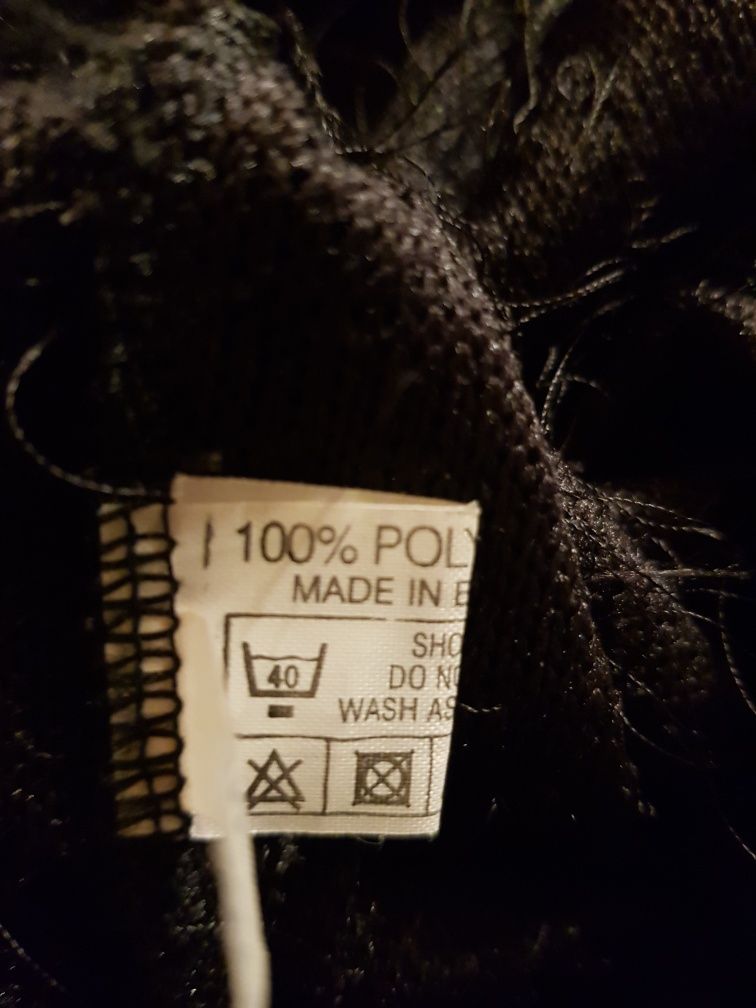 100% POLY
MADE IN E
SHO
40
DO NO
WASH AS